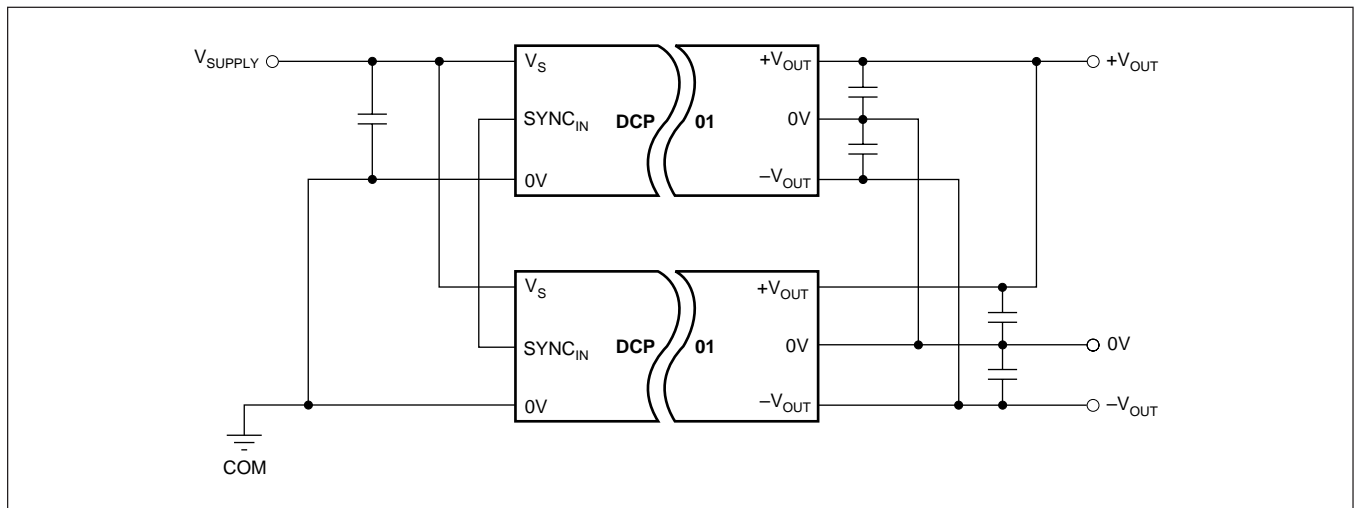 VSUPPLY
VS
SYNCIN
0V
DCP 01
+VOUT
0V
–VOUT
+VOUT
VS
SYNCIN
0V
DCP 01
+VOUT
0V
–VOUT
0V
–VOUT
COM